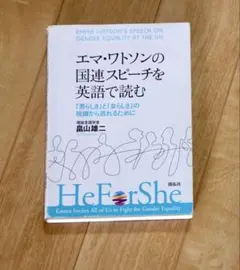 EMMA WATSON'S SPEECH ON
GENDER EQUALITY AT THE UN
エマ・ワトソンの
国連スピーチを
英語で読む
「男らしさ」と「女らしさ」の
呪縛から逃れるために
畠山雄二
HeForShe
Emma Invites All of Us to Fight for Gender Equality